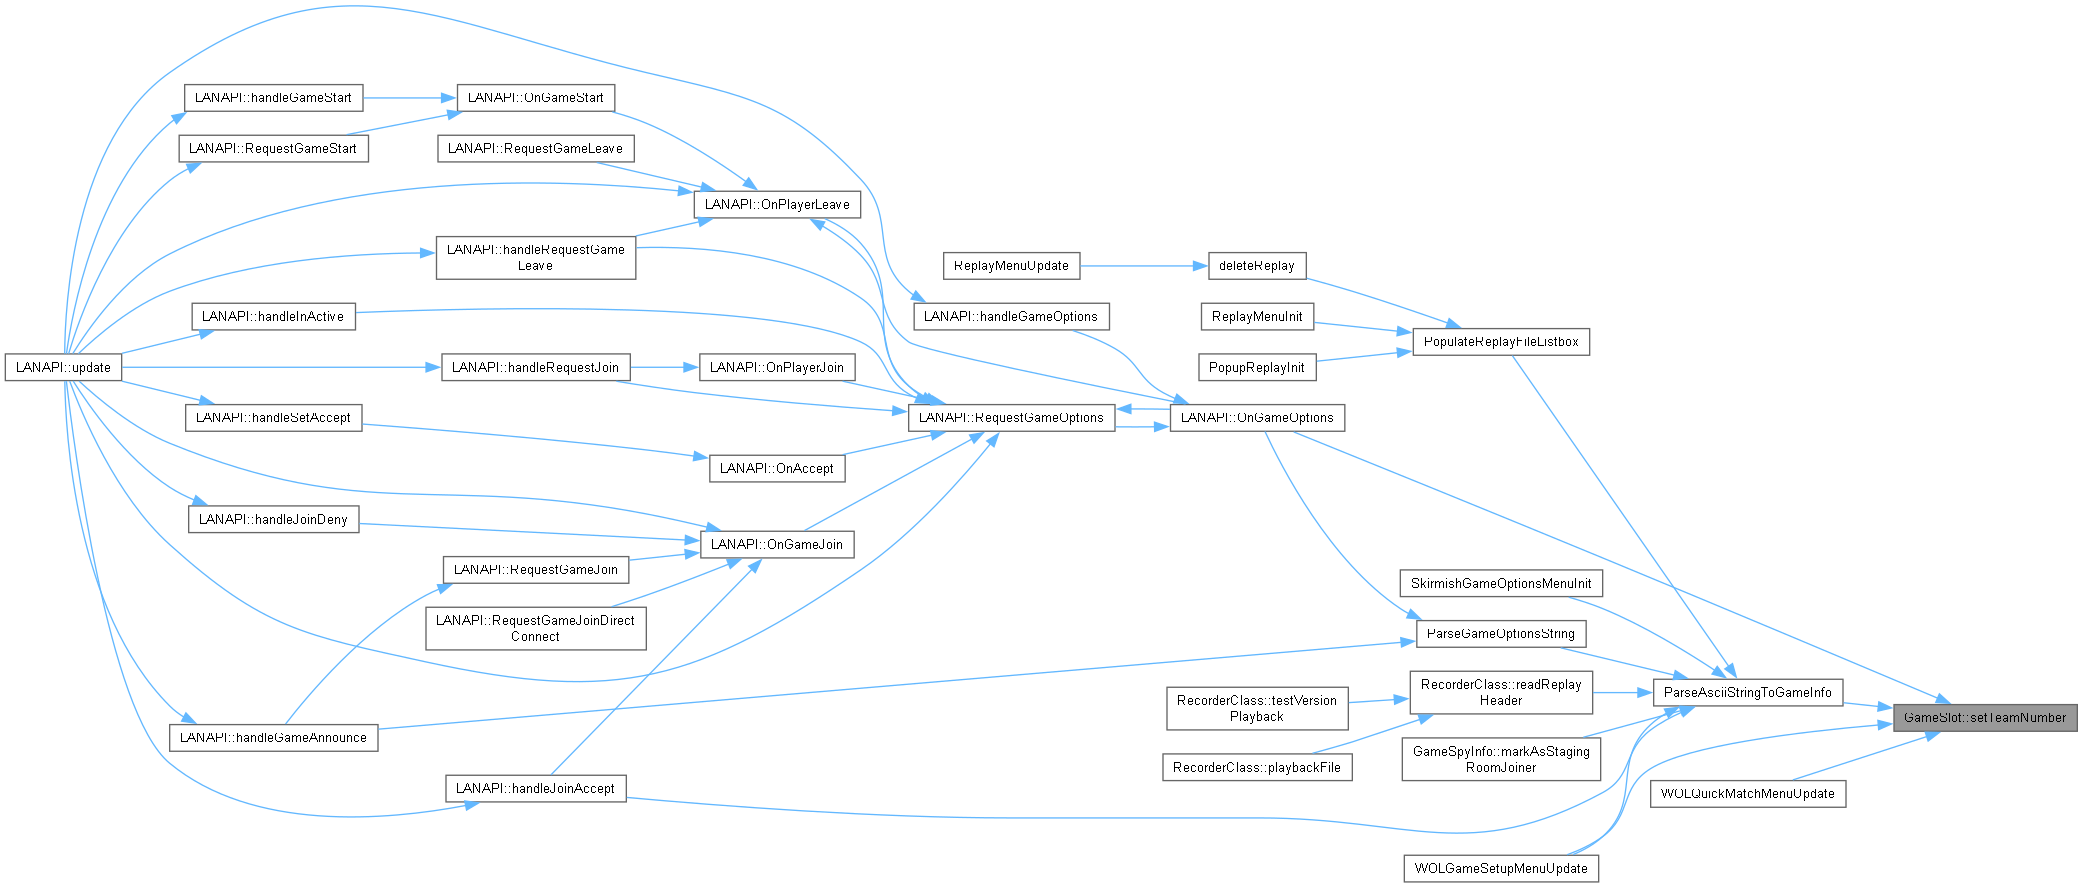 LANAPI::handleGameStart
LANAPI::OnGameStart
LANAPI::RequestGameStart
LANAPI::RequestGameLeave
LANAPI::OnPlayerLeave
LANAPI::handleRequestGame
Leave
ReplayMenuUpdate
deleteReplay
LANAPI::handleInActive
LANAPI::handleGameOptions
ReplayMenuInit
PopulateReplayFileListbox
LANAPI::update
LANAPI::handleRequestJoin
LANAPI::OnPlayerJoin
PopupReplayInit
LANAPI::handleSetAccept
LANAPI::RequestGameOptions
LANAPI::OnGameOptions
LANAPI::OnAccept
LANAPI::handleJoinDeny
LANAPI::OnGameJoin
LANAPI::RequestGameJoin
SkirmishGameOptionsMenuInit
LANAPI::RequestGameJoinDirect
Connect
ParseGameOptionsString
RecorderClass::testVersion
Playback
RecorderClass::readReplay
Header
ParseAsciiStringToGameInfo
GameSlot::setTeamNumber
LANAPI::handleGameAnnounce
RecorderClass::playbackFile
GameSpyInfo::markAsStaging
RoomJoiner
LANAPI::handleJoinAccept
WOLQuickMatchMenuUpdate
WOLGameSetupMenuUpdate